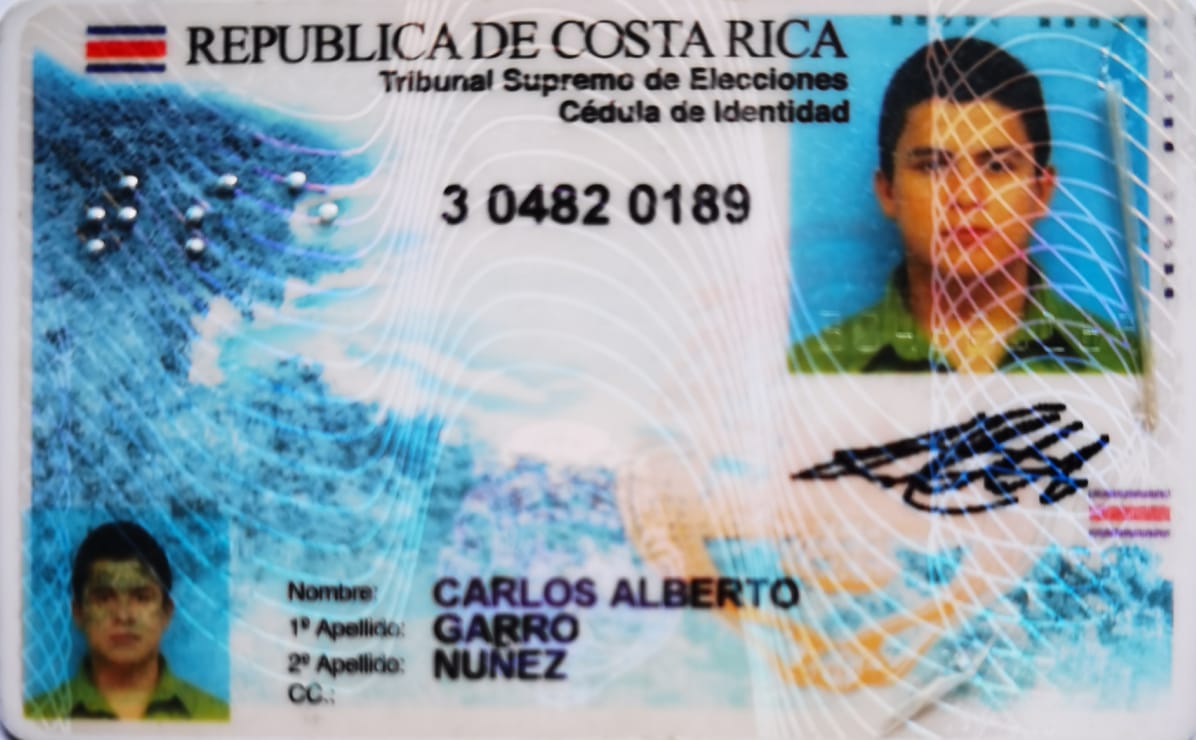 REPUBLICA DE COSTA RICA
Tribunal Supremo de Elecciones
Cédula de Identidad
3 0482 0189
Nombre: CARLOS ALBERTO
1º Apellido: GARRO
2º Apellido: NUÑEZ
CC.: